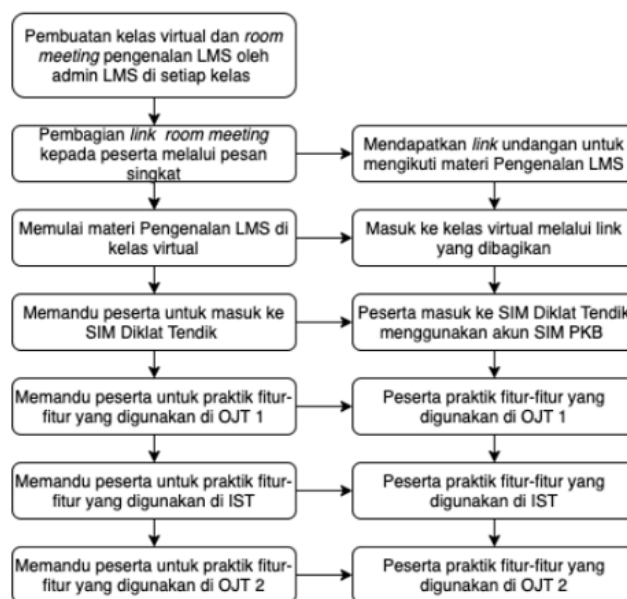 Pembuatan kelas virtual dan room
meeting pengenalan LMS oleh
admin LMS di setiap kelas
Pembagian link room meeting
kepada peserta melalui pesan
singkat
Mendapatkan link undangan untuk
mengikuti materi Pengenalan LMS
Memulai materi Pengenalan LMS di
kelas virtual
Masuk ke kelas virtual melalui link
yang dibagikan
Memandu peserta untuk masuk ke
SIM Diklat Tendik
Peserta masuk ke SIM Diklat Tendik
menggunakan akun SIM PKB
Memandu peserta untuk praktik fitur-
fitur yang digunakan di OJT 1
Peserta praktik fitur-fitur yang
digunakan di OJT 1
Memandu peserta untuk praktik fitur-
fitur yang digunakan di IST
Peserta praktik fitur-fitur yang
digunakan di IST
Memandu peserta untuk praktik fitur-
fitur yang digunakan di OJT 2
Peserta praktik fitur-fitur yang
digunakan di OJT 2